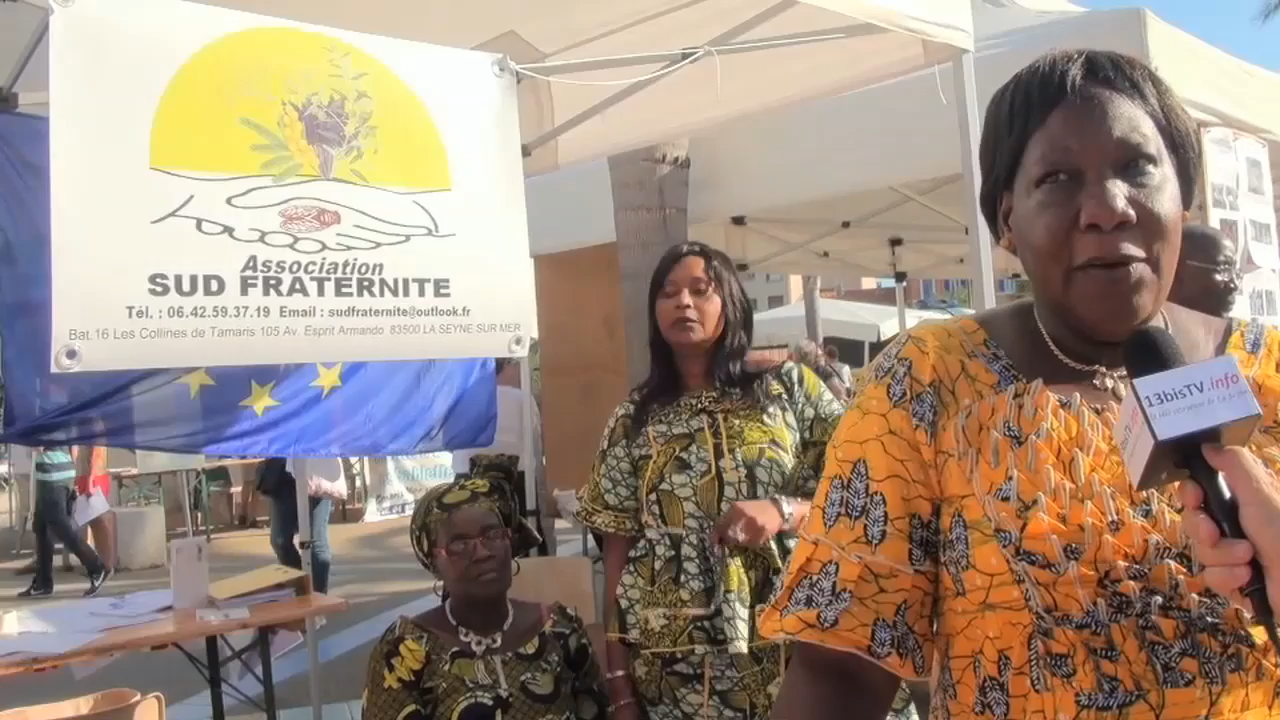 Association
SUD FRATERNITE
Tél. : 06.42.59.37.19 Email : sudfraternite@outlook.fr
Bat.16 Les Collines de Tamaris 105 Av. Esprit Armando 83500 LA SEYNE SUR MER
13bisTV.info